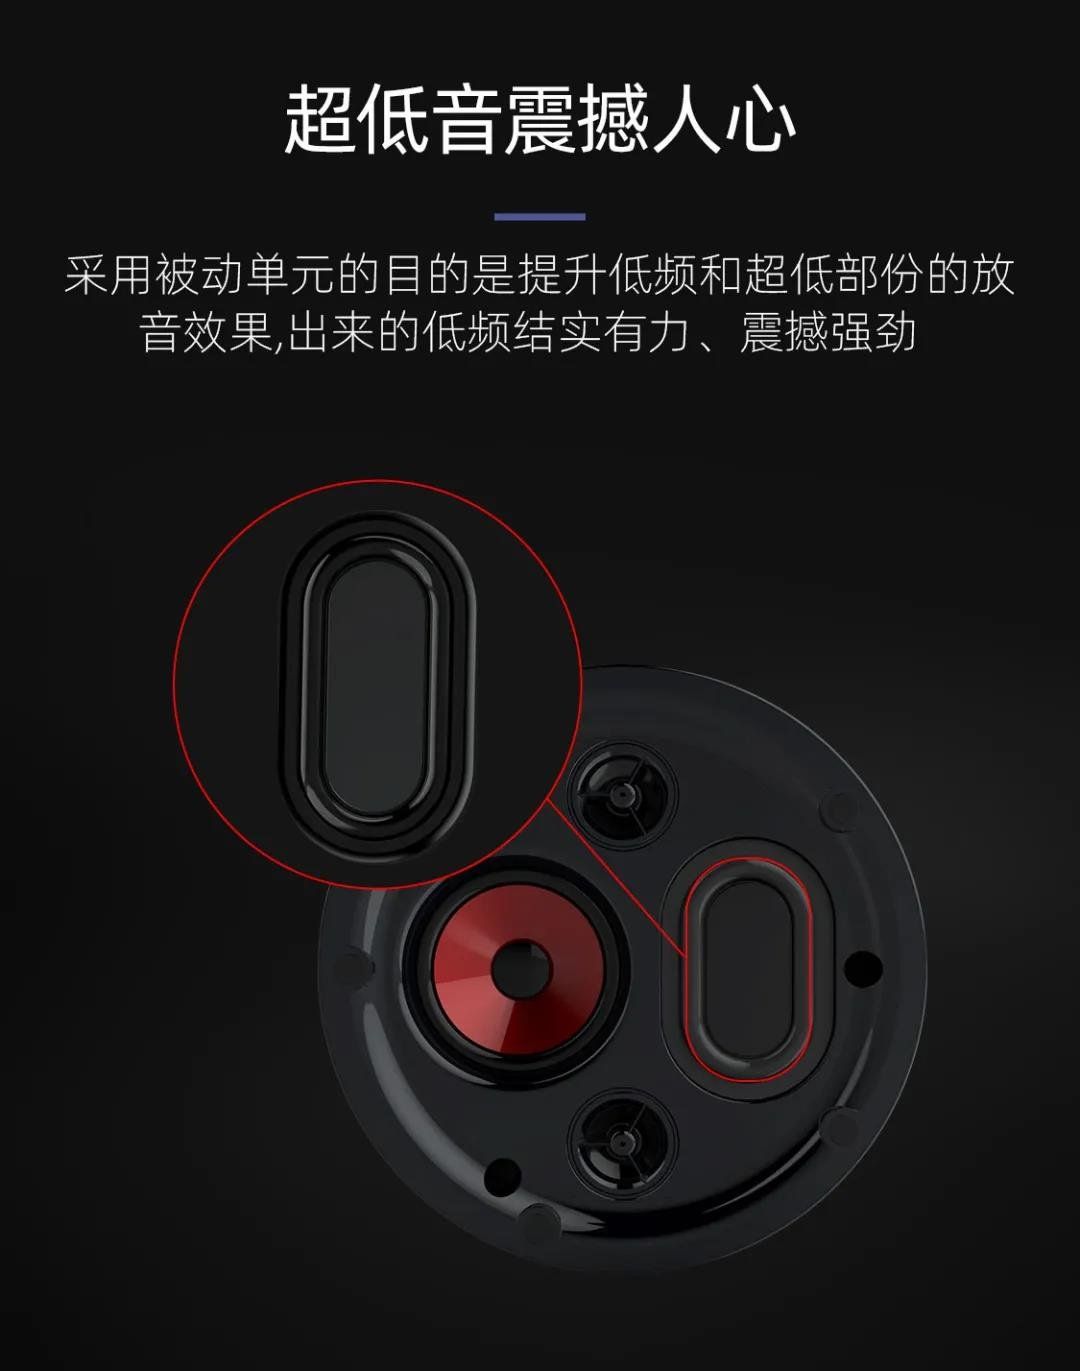 超低音震撼人心
采用被动单元的目的是提升低频和超低部份的放
音效果,出来的低频结实有力、震撼强劲